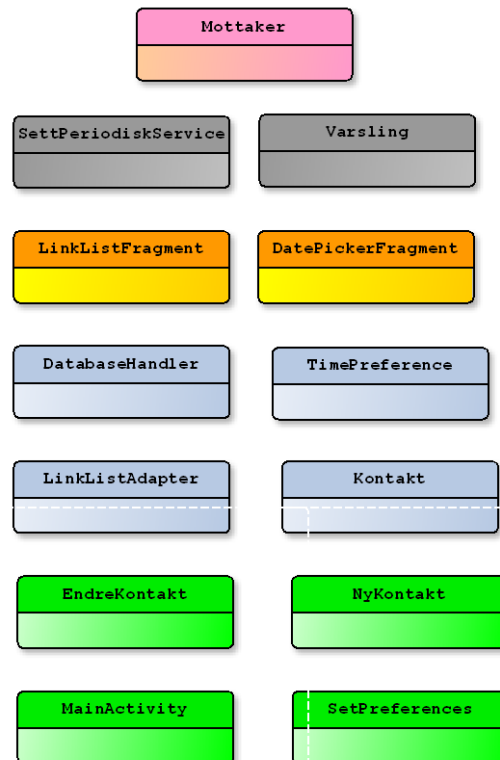 Mottaker
SettPeriodiskService
Varsling
LinkListFragment
DatePickerFragment
DatabaseHandler
TimePreference
LinkListAdapter
Kontakt
EndreKontakt
NyKontakt
MainActivity
SetPreferences